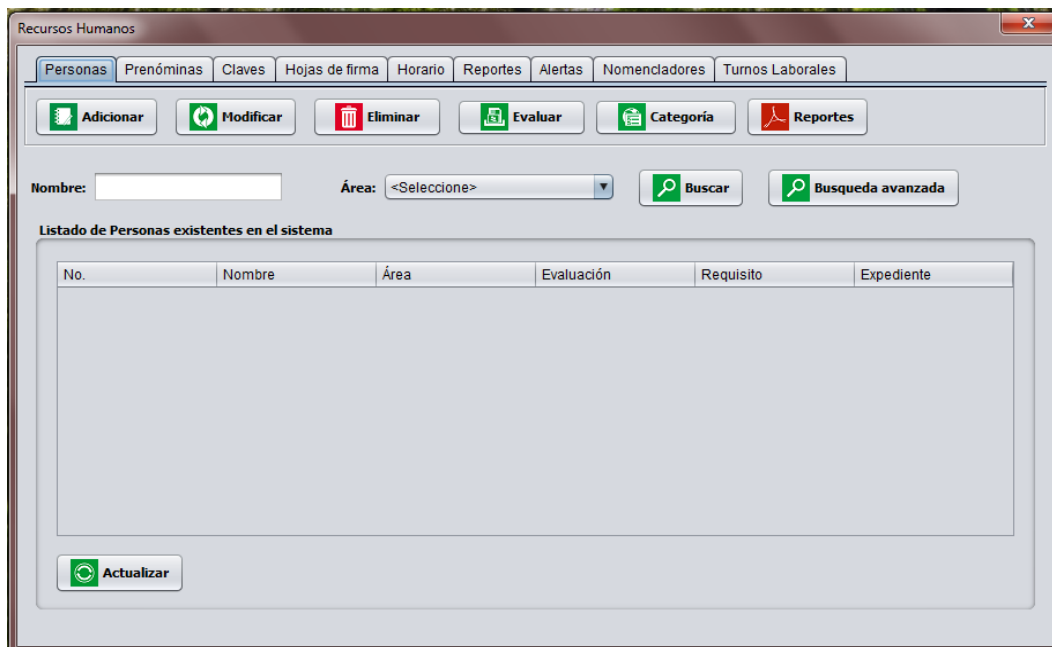 Recursos Humanos
Personas Prenóminas Claves Hojas de firma Horario Reportes Alertas Nomencladores Turnos Laborales
Adicionar Modificar Eliminar Evaluar Categoría Reportes
Nombre: Área: <Seleccione> Buscar Busqueda avanzada
Listado de Personas existentes en el sistema
No. Nombre Área Evaluación Requisito Expediente
Actualizar